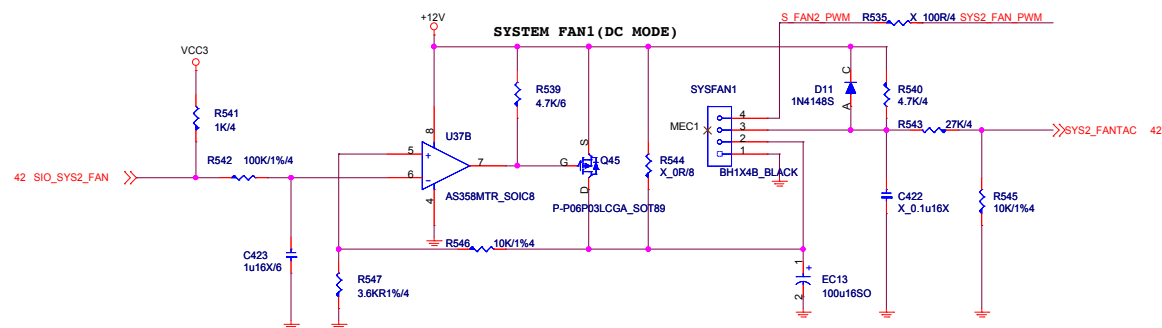 +12V
S_FAN2_PWM
R535
X_100R/4
SYS2_FAN_PWM
SYSTEM FAN1(DC MODE)
VCC3
R541
1K/4
R539
4.7K/6
SYSFAN1
D11
1N4148S
C
A
R540
4.7K/4
MEC1
4
3
2
1
R543
27K/4
SYS2_FANTAC 42
BH1X4B_BLACK
U37B
8
5
+
6
-
7
4
AS358MTR_SOIC8
R542
100K/1%/4
42 SIO_SYS2_FAN
G
S
D
Q45
P-P06P03LCGA_SOT89
R544
X_0R/8
C422
X_0.1u16X
R545
10K/1%4
R546
10K/1%4
C423
1u16X/6
R547
3.6KR1%/4
1
+
2
EC13
100u16SO